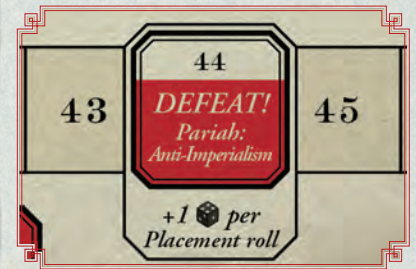 44
43
DEFEAT!
45
Pariah:
Anti-Imperialism
+1 per
Placement roll